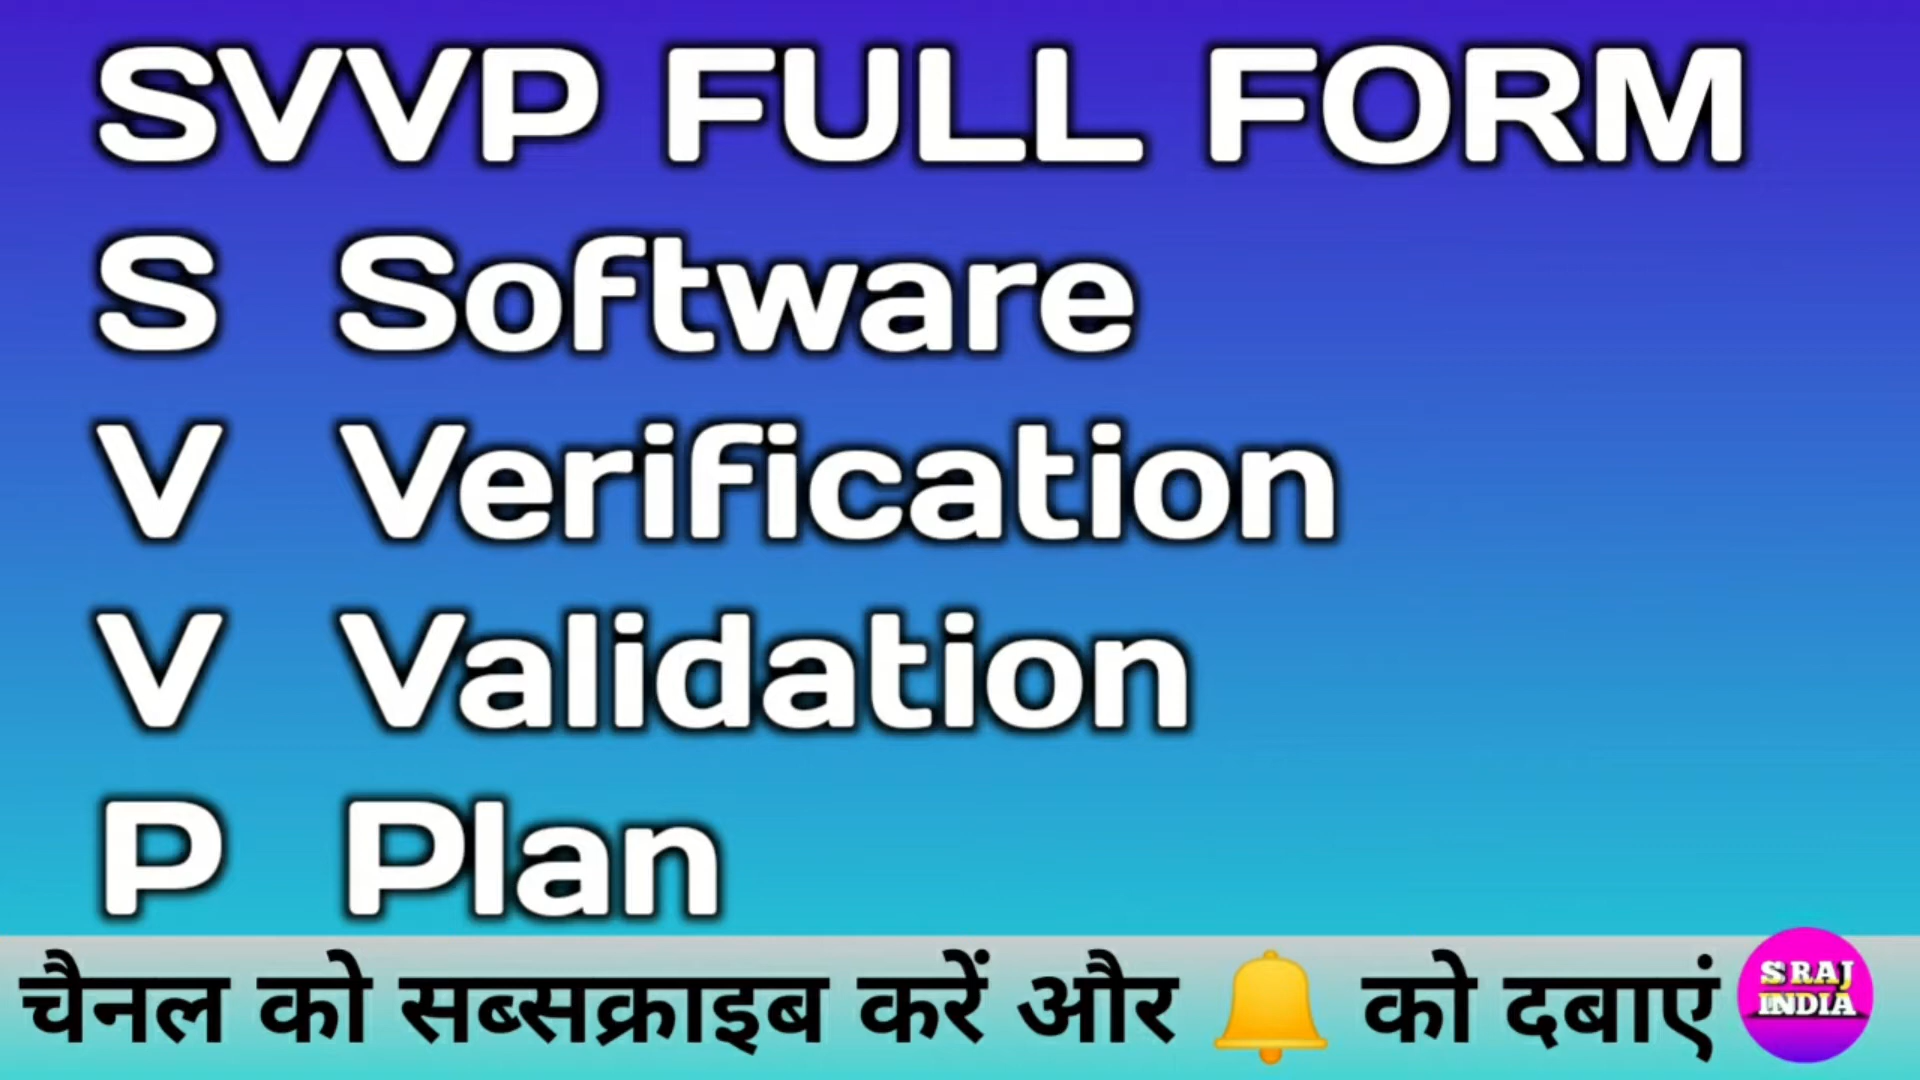 SVVP FULL FORM
S Software
V Verification
V Validation
P Plan
चैनल को सब्सक्राइब करें और 🔔 को दबाएं
S RAJ
INDIA